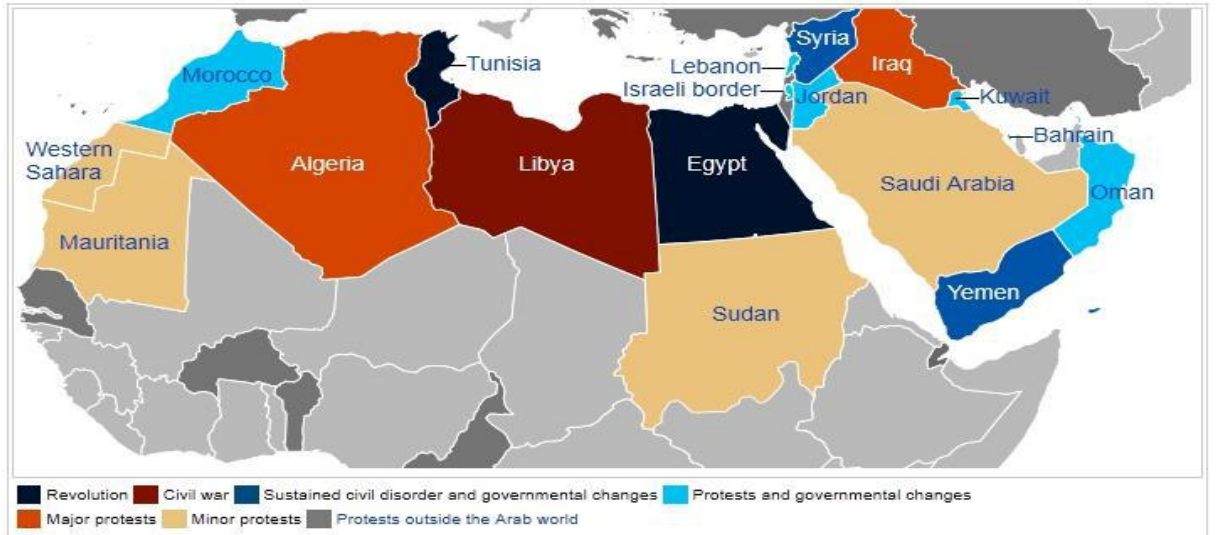 Syria
Tunisia
Lebanon
Iraq
Morocco
Israeli border
Jordan
Kuwait
Bahrain
Western
Sahara
Algeria
Libya
Egypt
Saudi Arabia
Oman
Mauritania
Yemen
Sudan
Revolution Civil war Sustained civil disorder and governmental changes Protests and governmental changes
Major protests Minor protests Protests outside the Arab world